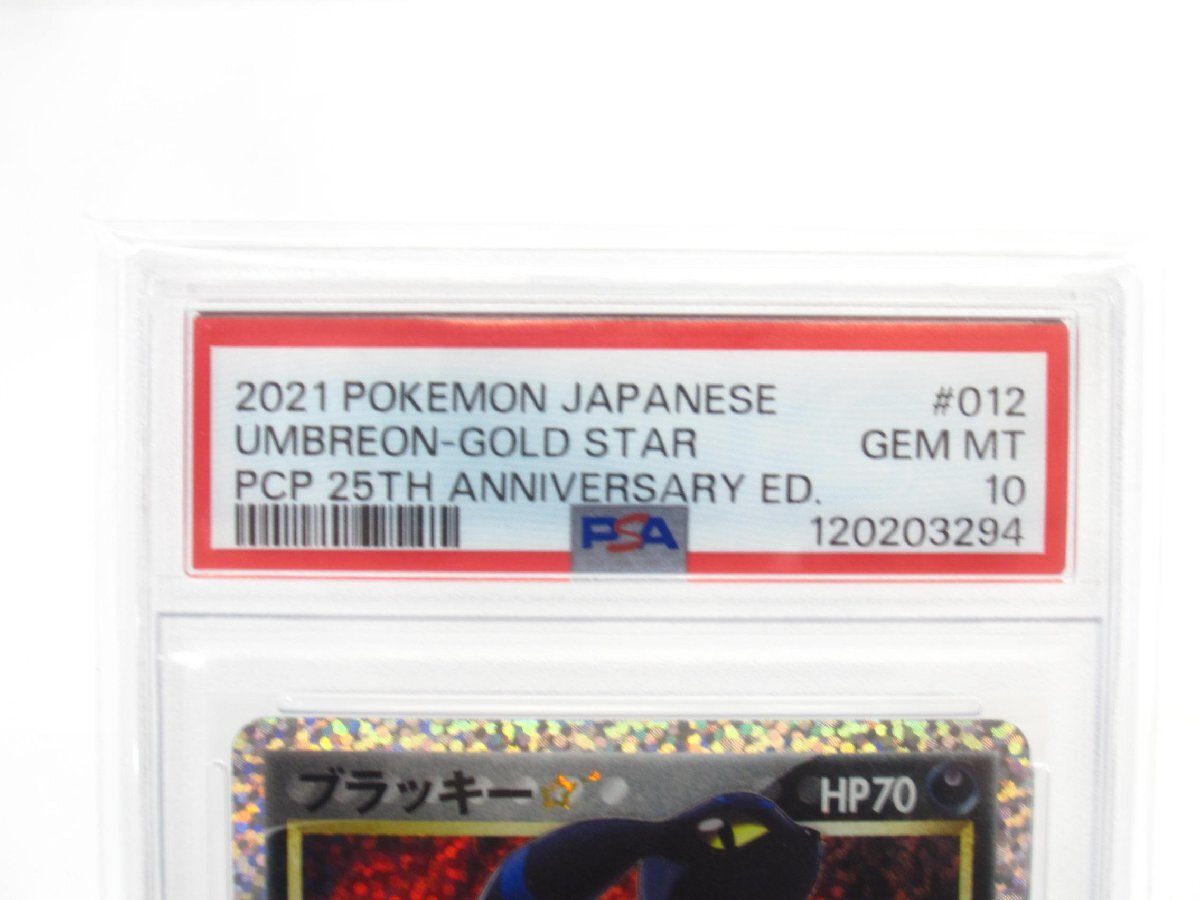 2021 POKEMON JAPANESE #012
UMBREON-GOLD STAR GEM MT
PCP 25TH ANNIVERSARY ED. 10
PSA 120203294
ブラッキー☆ HP70